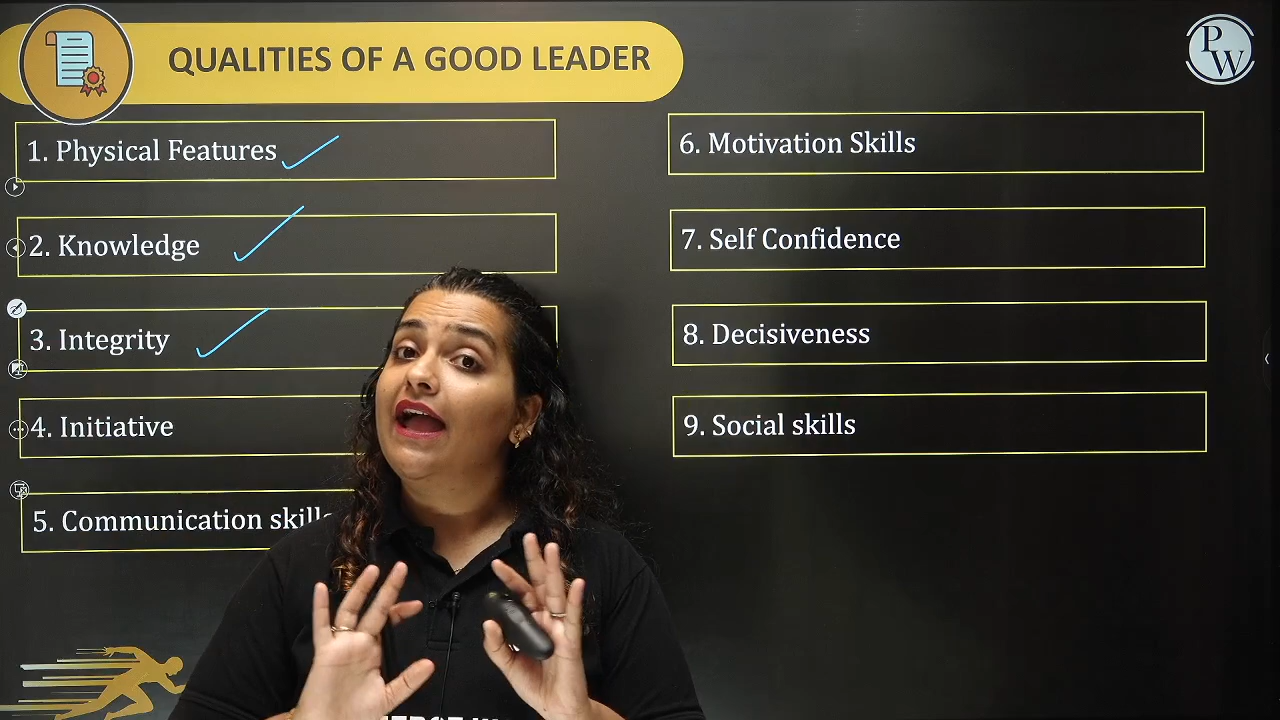 QUALITIES OF A GOOD LEADER
PW
1. Physical Features
2. Knowledge
3. Integrity
4. Initiative
5. Communication skills
6. Motivation Skills
7. Self Confidence
8. Decisiveness
9. Social skills